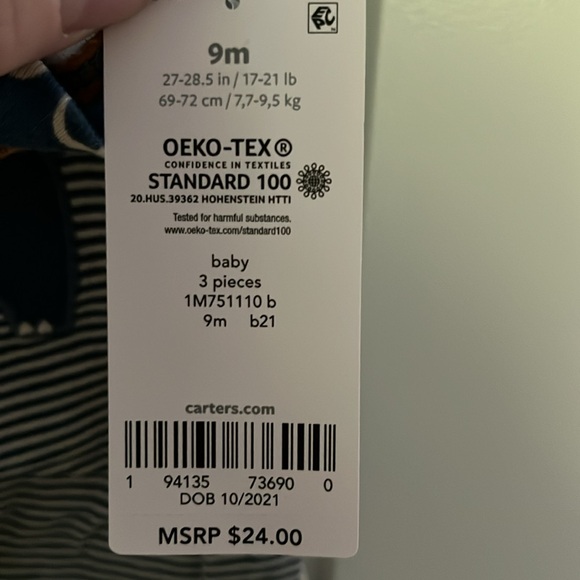 9m
27-28.5 in / 17-21 lb
69-72 cm / 7,7-9,5 kg
OEKO-TEX®
CONFIDENCE IN TEXTILES
STANDARD 100
20.HUS.39362 HOHENSTEIN HTTI
Tested for harmful substances.
www.oeko-tex.com/standard100
baby
3 pieces
1M751110 b
9m b21
carters.com
1 94135 73690 0
DOB 10/2021
MSRP $24.00